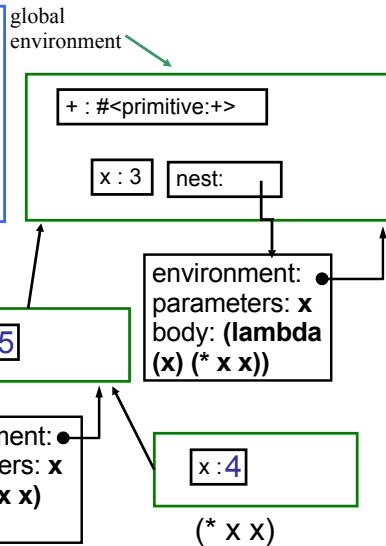 global
environment
+ : #<primitive:+>
x : 3
nest:
environment:
parameters: x
body: (lambda
(x) (* x x))
5
ment:
ers: x
x x)
x : 4
(* x x)